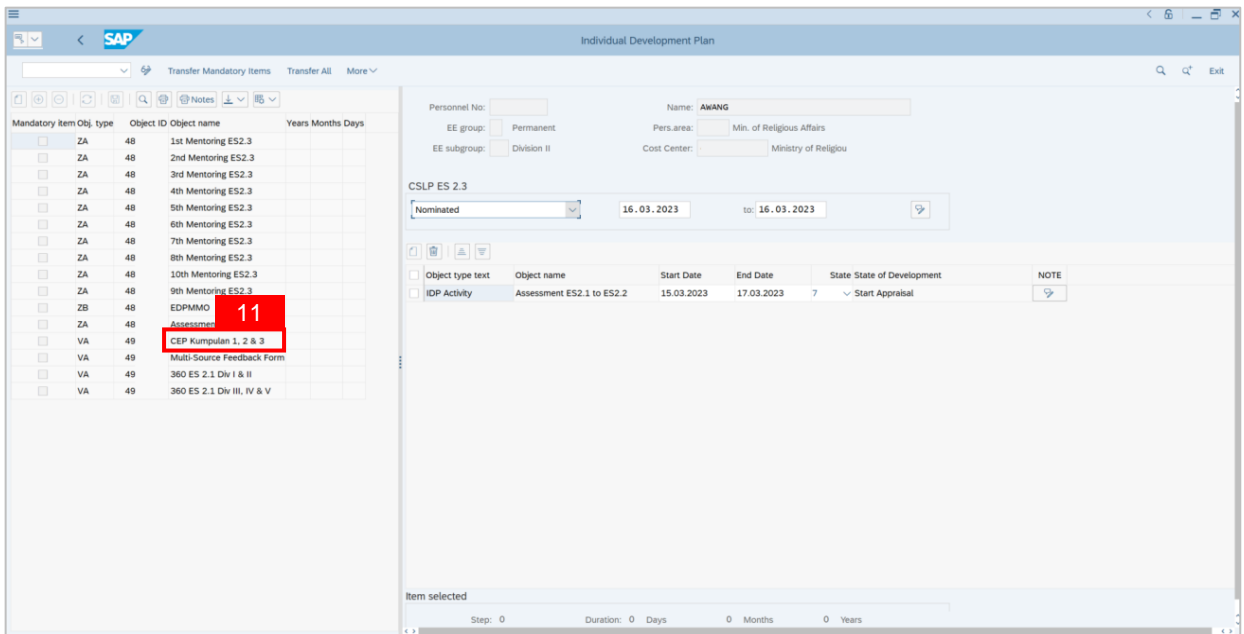 SAP
Individual Development Plan
Transfer Mandatory Items Transfer All More
Exit
Notes
Mandatory item Obj. type Object ID Object name Years Months Days
ZA 48 1st Mentoring ES2.3
ZA 48 2nd Mentoring ES2.3
ZA 48 3rd Mentoring ES2.3
ZA 48 4th Mentoring ES2.3
ZA 48 5th Mentoring ES2.3
ZA 48 6th Mentoring ES2.3
ZA 48 7th Mentoring ES2.3
ZA 48 8th Mentoring ES2.3
ZA 48 10th Mentoring ES2.3
ZA 48 9th Mentoring ES2.3
ZB 48 EDPMMO
11
ZA 48 Assessmen
VA 49 CEP Kumpulan 1, 2 & 3
VA 49 Multi-Source Feedback Form
VA 49 360 ES 2.1 Div I & II
VA 49 360 ES 2.1 Div III, IV & V
Personnel No: Name: AWANG
EE group: Permanent Pers.area: Min. of Religious Affairs
EE subgroup: Division II Cost Center: Ministry of Religiou
CSLP ES 2.3
Nominated 16.03.2023 to: 16.03.2023
Object type text Object name Start Date End Date State State of Development NOTE
IDP Activity Assessment ES2.1 to ES2.2 15.03.2023 17.03.2023 7 Start Appraisal
Item selected
Step: 0 Duration: 0 Days 0 Months 0 Years